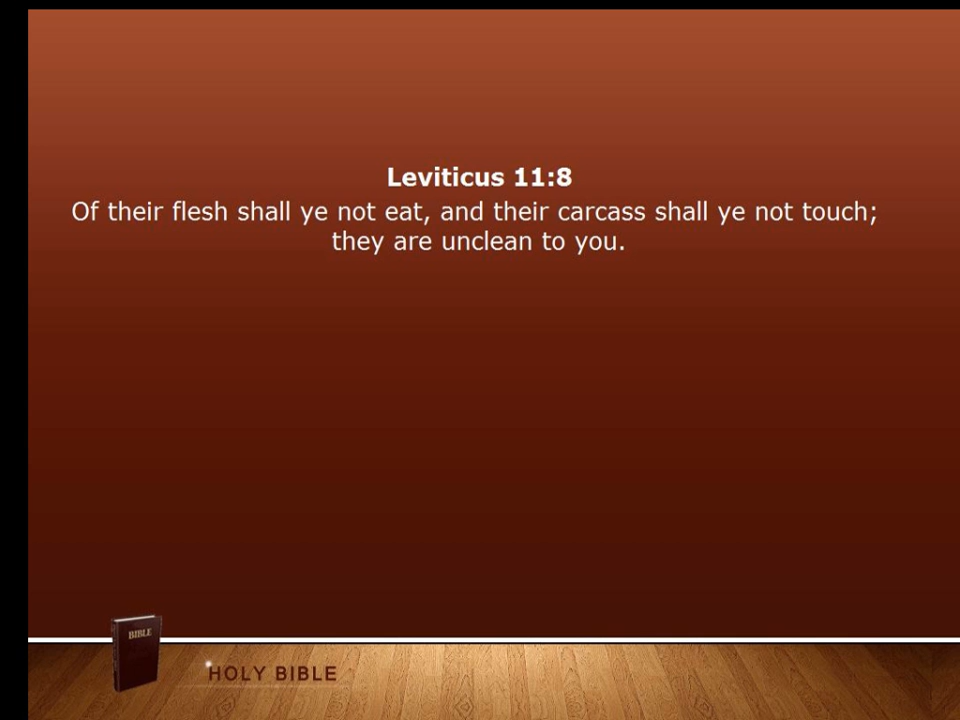 Leviticus 11:8
Of their flesh shall ye not eat, and their carcass shall ye not touch;
they are unclean to you.
BIBLE
HOLY BIBLE